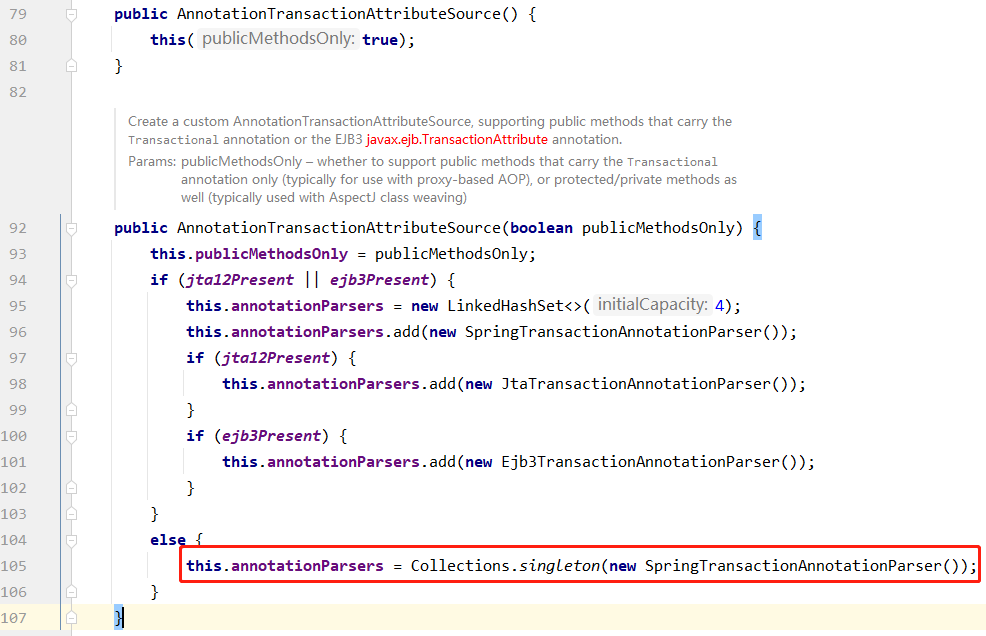 79 public AnnotationTransactionAttributeSource() {
80 this( publicMethodsOnly: true);
81 }
82
Create a custom AnnotationTransactionAttributeSource, supporting public methods that carry the
Transactional annotation or the EJB3 javax.ejb.TransactionAttribute annotation.
Params: publicMethodsOnly – whether to support public methods that carry the Transactional
annotation only (typically for use with proxy-based AOP), or protected/private methods as
well (typically used with AspectJ class weaving)
92 public AnnotationTransactionAttributeSource(boolean publicMethodsOnly) {
93 this.publicMethodsOnly = publicMethodsOnly;
94 if (jta12Present || ejb3Present) {
95 this.annotationParsers = new LinkedHashSet<>( initialCapacity: 4);
96 this.annotationParsers.add(new SpringTransactionAnnotationParser());
97 if (jta12Present) {
98 this.annotationParsers.add(new JtaTransactionAnnotationParser());
99 }
100 if (ejb3Present) {
101 this.annotationParsers.add(new Ejb3TransactionAnnotationParser());
102 }
103 }
104 else {
105 this.annotationParsers = Collections.singleton(new SpringTransactionAnnotationParser());
106 }
107 }